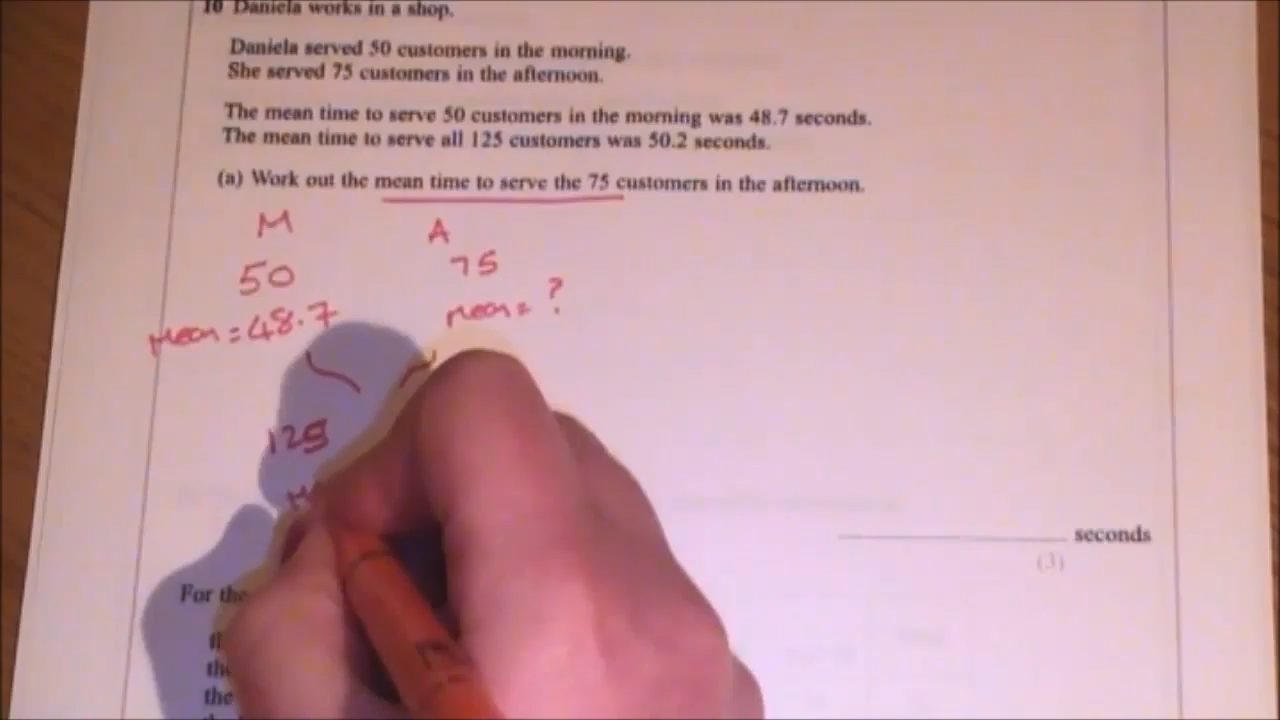 10 Daniela works in a shop.
Daniela served 50 customers in the morning.
She served 75 customers in the afternoon.
The mean time to serve 50 customers in the morning was 48.7 seconds.
The mean time to serve all 125 customers was 50.2 seconds.
(a) Work out the mean time to serve the 75 customers in the afternoon.
M A
50 75
Mean = 48.7 Mean = ?
125
seconds
(3)
For the
the
the